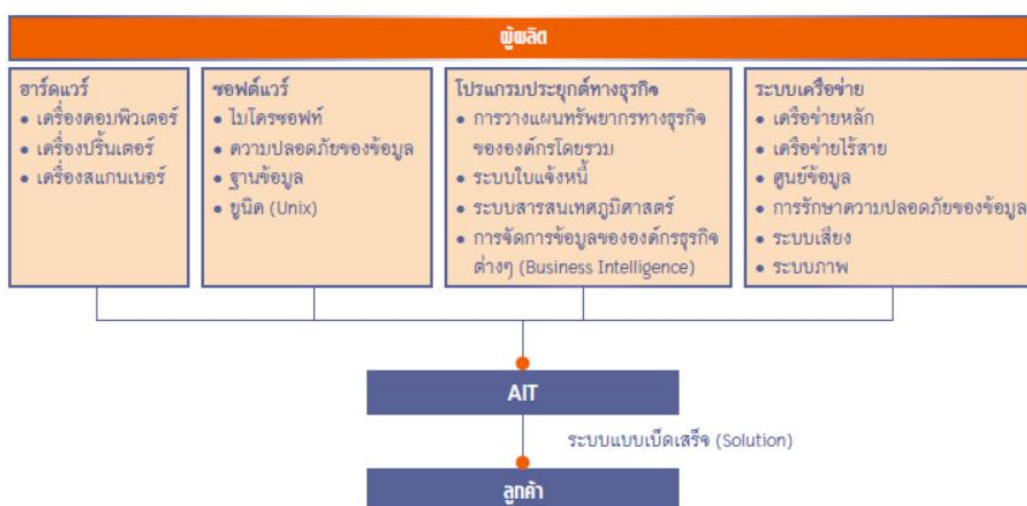 ผู้ผลิต
ฮาร์ดแวร์
• เครื่องคอมพิวเตอร์
• เครื่องปริ้นเตอร์
• เครื่องสแกนเนอร์
ซอฟต์แวร์
• ไมโครซอฟท์
• ความปลอดภัยของข้อมูล
• ฐานข้อมูล
• ยูนิค (Unix)
โปรแกรมประยุกต์ทางธุรกิจ
• การวางแผนทรัพยากรทางธุรกิจ
ขององค์กรโดยรวม
• ระบบใบแจ้งหนี้
• ระบบสารสนเทศภูมิศาสตร์
• การจัดการข้อมูลขององค์กรธุรกิจ
ต่างๆ (Business Intelligence)
ระบบเครือข่าย
• เครือข่ายหลัก
• เครือข่ายไร้สาย
• ศูนย์ข้อมูล
• การรักษาความปลอดภัยของข้อมูล
• ระบบเสียง
• ระบบภาพ
AIT
ระบบแบบเบ็ดเสร็จ (Solution)
ลูกค้า